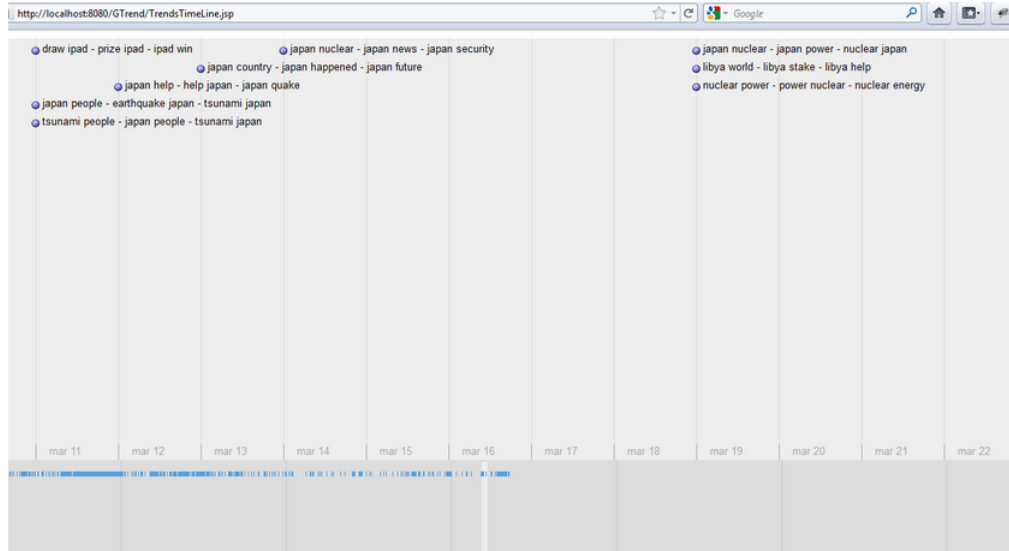 http://localhost:8080/GTrend/TrendsTimeLine.jsp Google
draw ipad - prize ipad - ipad win japan nuclear - japan news - japan security japan nuclear - japan power - nuclear japan
japan country - japan happened - japan future libya world - libya stake - libya help
japan help - help japan - japan quake nuclear power - power nuclear - nuclear energy
japan people - earthquake japan - tsunami japan
tsunami people - japan people - tsunami japan
mar 11 mar 12 mar 13 mar 14 mar 15 mar 16 mar 17 mar 18 mar 19 mar 20 mar 21 mar 22